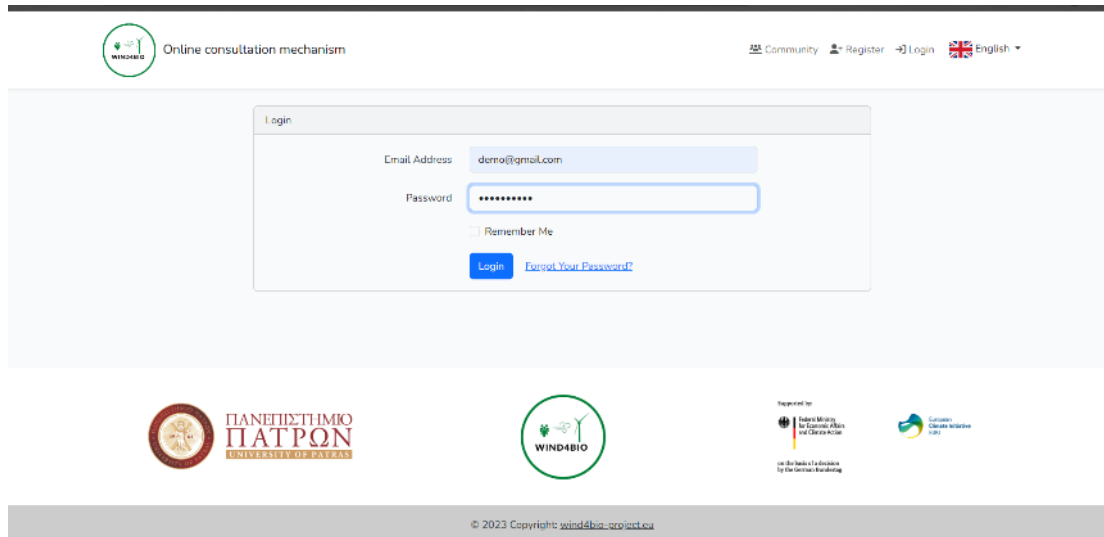 WIND4BIO
Online consultation mechanism
Community
Register
Login
English
Login
Email Address
demo@gmail.com
Password
••••••••••
Remember Me
Login
Forgot Your Password?
ΠΑΝΕΠΙΣΤΗΜΙΟ
ΠΑΤΡΩΝ
UNIVERSITY OF PATRAS
WIND4BIO
Supported by:
Federal Ministry
for Economic Affairs
and Climate Action
on the basis of a decision
by the German Bundestag
European
Climate Initiative
EUKI
© 2023 Copyright: wind4bio-project.eu